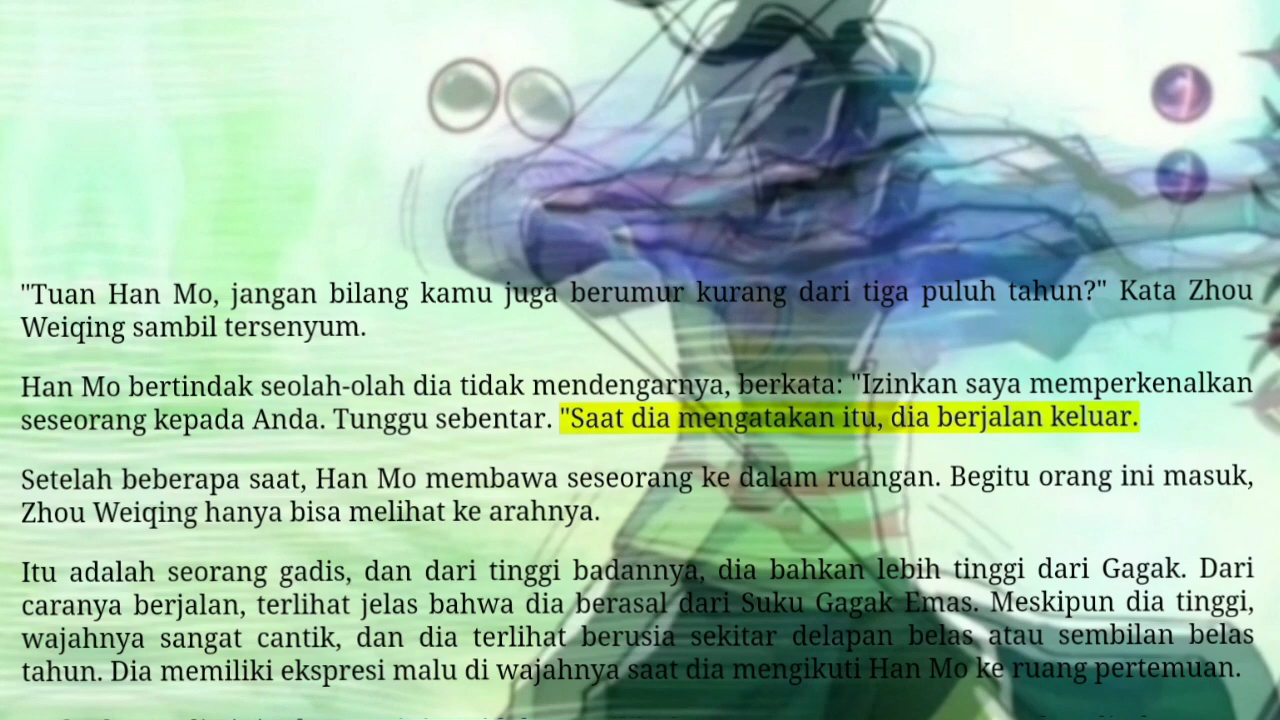 "Tuan Han Mo, jangan bilang kamu juga berumur kurang dari tiga puluh tahun?" Kata Zhou
Weiqing sambil tersenyum.
Han Mo bertindak seolah-olah dia tidak mendengarnya, berkata: "Izinkan saya memperkenalkan
seseorang kepada Anda. Tunggu sebentar. "Saat dia mengatakan itu, dia berjalan keluar.
Setelah beberapa saat, Han Mo membawa seseorang ke dalam ruangan. Begitu orang ini masuk,
Zhou Weiqing hanya bisa melihat ke arahnya.
Itu adalah seorang gadis, dan dari tinggi badannya, dia bahkan lebih tinggi dari Gagak. Dari
caranya berjalan, terlihat jelas bahwa dia berasal dari Suku Gagak Emas. Meskipun dia tinggi,
wajahnya sangat cantik, dan dia terlihat berusia sekitar delapan belas atau sembilan belas
tahun. Dia memiliki ekspresi malu di wajahnya saat dia mengikuti Han Mo ke ruang pertemuan.